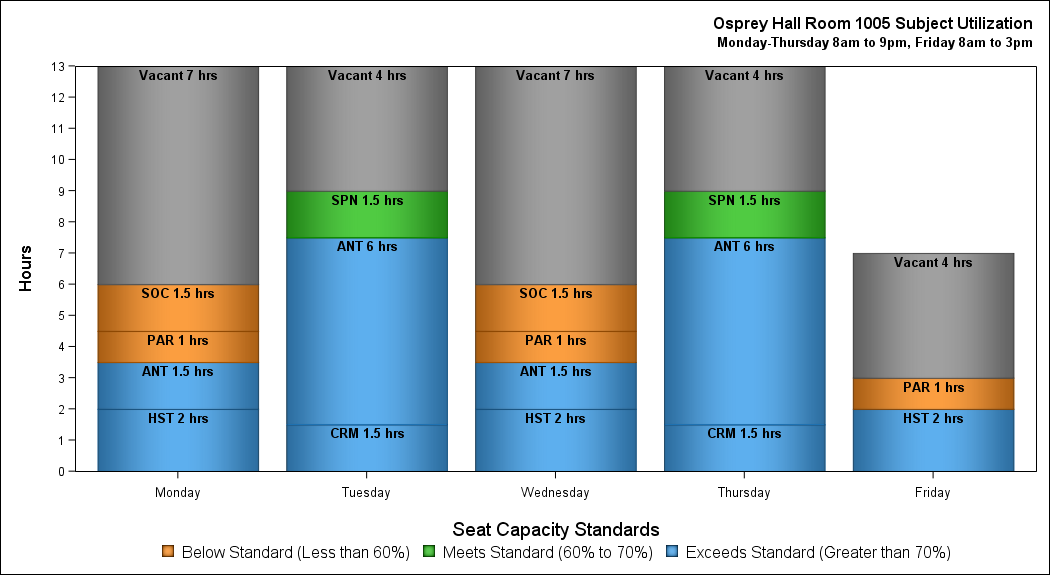 Osprey Hall Room 1005 Subject Utilization
Monday-Thursday 8am to 9pm, Friday 8am to 3pm
Hours
13
12
11
10
9
8
7
6
5
4
3
2
1
0
Vacant 7 hrs
SOC 1.5 hrs
PAR 1 hrs
ANT 1.5 hrs
HST 2 hrs
Vacant 4 hrs
SPN 1.5 hrs
ANT 6 hrs
CRM 1.5 hrs
Vacant 7 hrs
SOC 1.5 hrs
PAR 1 hrs
ANT 1.5 hrs
HST 2 hrs
Vacant 4 hrs
SPN 1.5 hrs
ANT 6 hrs
CRM 1.5 hrs
Vacant 4 hrs
PAR 1 hrs
HST 2 hrs
Monday Tuesday Wednesday Thursday Friday
Seat Capacity Standards
Below Standard (Less than 60%) Meets Standard (60% to 70%) Exceeds Standard (Greater than 70%)